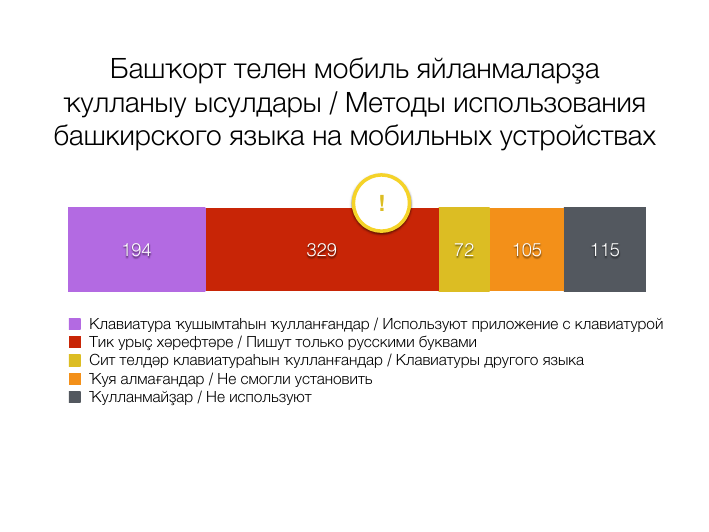 Башҡорт телен мобиль яйланмаларҙа
ҡулланыу ысулдары / Методы использования
башкирского языка на мобильных устройствах
!
194
329
72
105
115
Клавиатура ҡушымтаһын ҡулланғандар / Используют приложение с клавиатурой
Тик урыҫ хәрефтәре / Пишут только русскими буквами
Сит телдәр клавиатураһын ҡулланғандар / Клавиатуры другого языка
Ҡуя алмағандар / Не смогли установить
Ҡулланмайҙар / Не используют